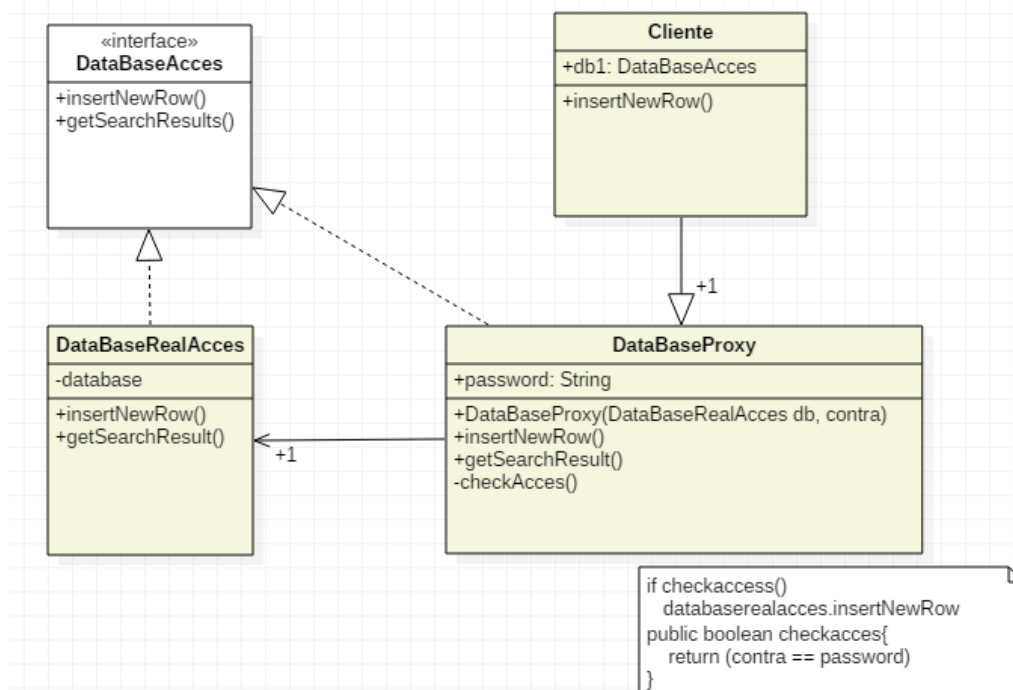 «interface»
DataBaseAcces
+insertNewRow()
+getSearchResults()
Cliente
+db1: DataBaseAcces
+insertNewRow()
+1
DataBaseRealAcces
-database
+insertNewRow()
+getSearchResult()
+1
DataBaseProxy
+password: String
+DataBaseProxy(DataBaseRealAcces db, contra)
+insertNewRow()
+getSearchResult()
-checkAcces()
if checkaccess()
databaserealacces.insertNewRow
public boolean checkacces{
return (contra == password)
}